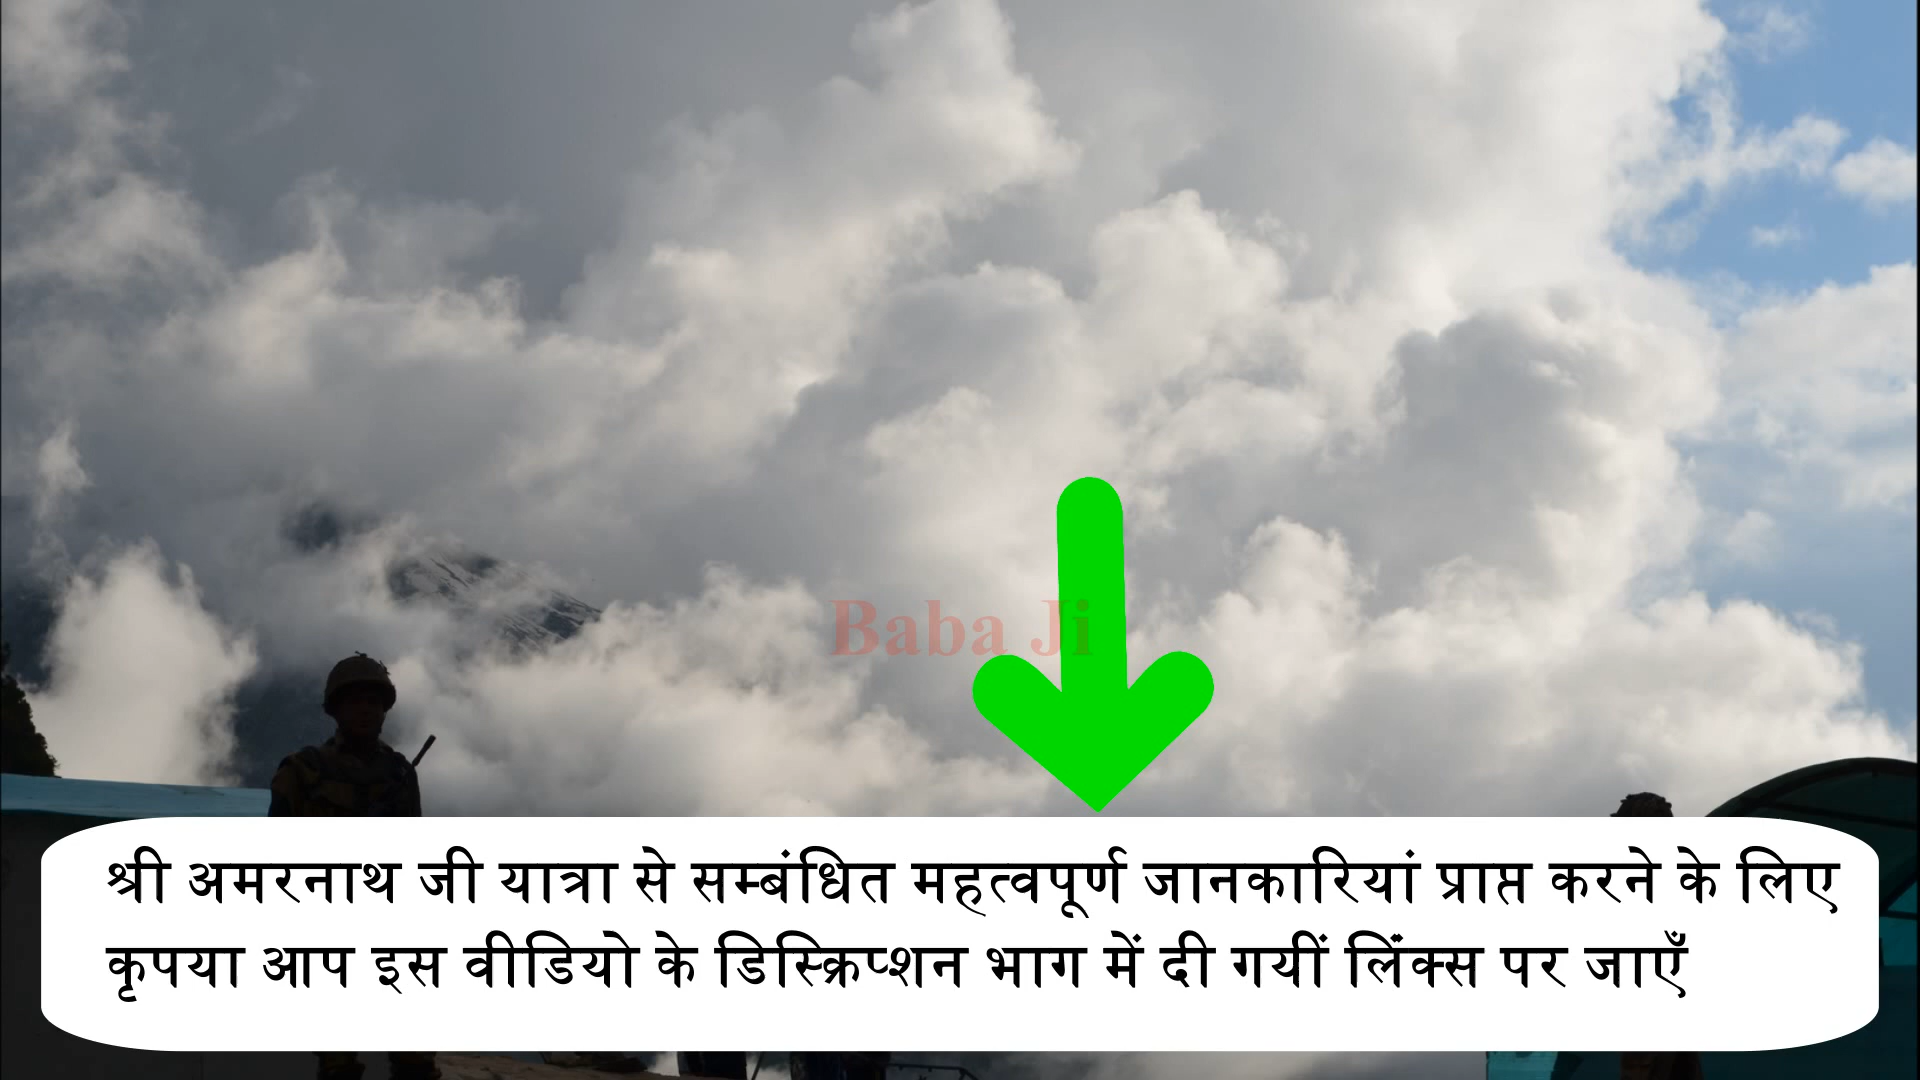 Baba Ji
श्री अमरनाथ जी यात्रा से सम्बंधित महत्वपूर्ण जानकारियां प्राप्त करने के लिए
कृपया आप इस वीडियो के डिस्क्रिप्शन भाग में दी गयीं लिंक्स पर जाएँ